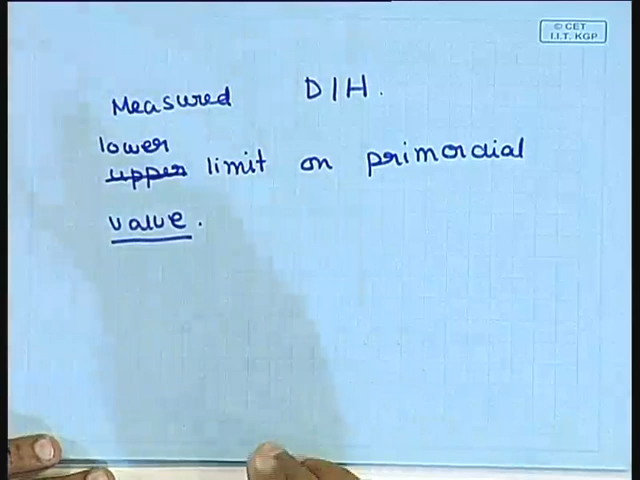 © CET
I.I.T. KGP
Measured D/H.
lower
upper limit on primordial
value.